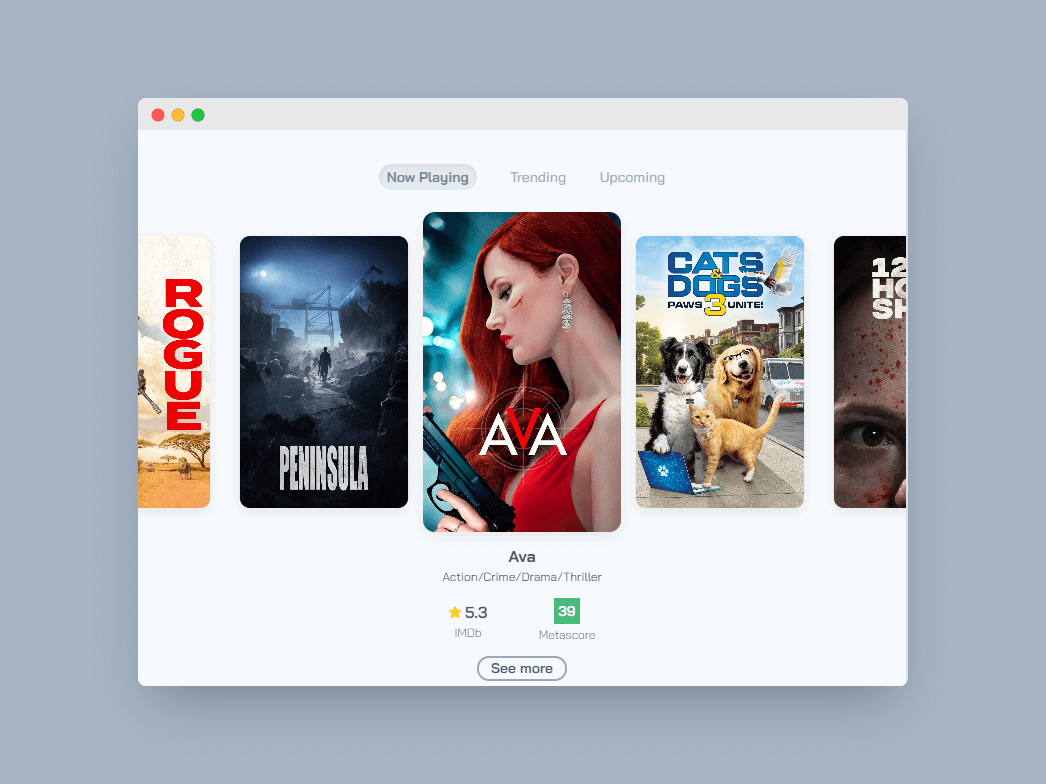 Now Playing
Trending
Upcoming
ROGUE
PENINSULA
AVA
CATS
&
DOGS
3
PAWS UNITE!
12
HO
SH
Ava
Action/Crime/Drama/Thriller
5.3
IMDb
39
Metascore
See more